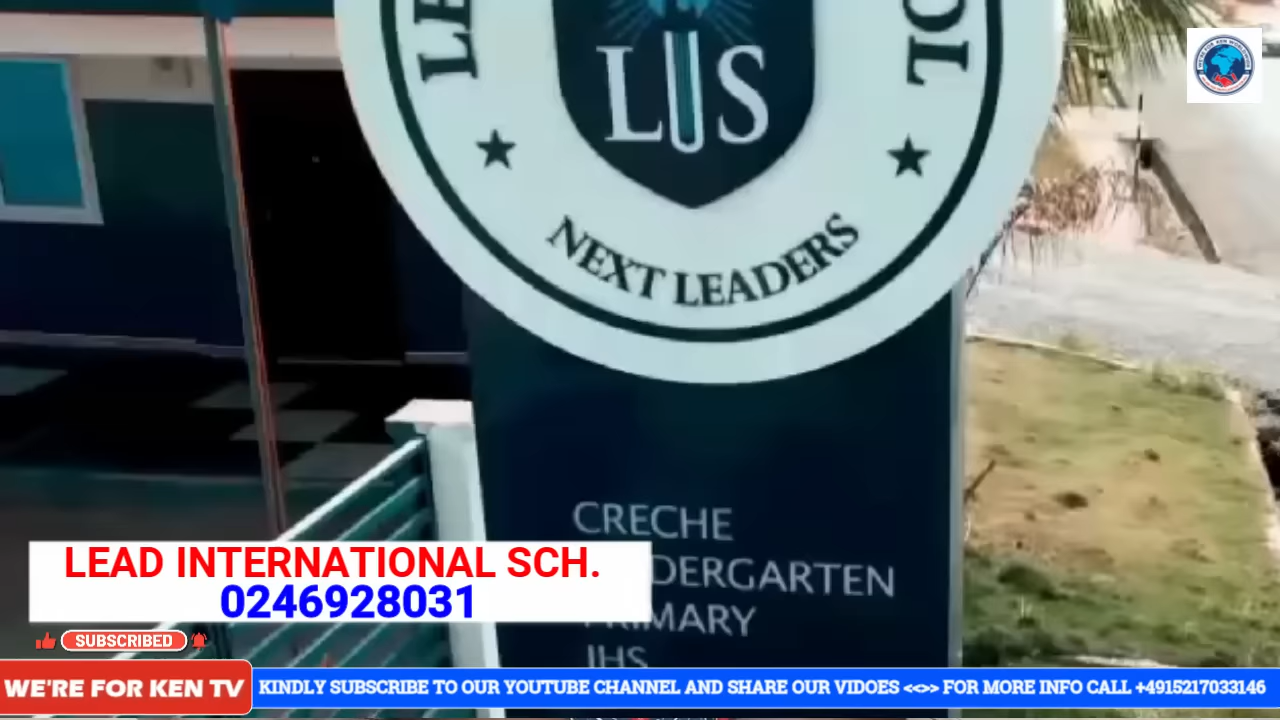 LIS
NEXT LEADERS
CRECHE
DERGARTEN
PRIMARY
JHS
LEAD INTERNATIONAL SCH.
0246928031
SUBSCRIBED
WE'RE FOR KEN TV
KINDLY SUBSCRIBE TO OUR YOUTUBE CHANNEL AND SHARE OUR VIDOES <<>> FOR MORE INFO CALL +4915217033146